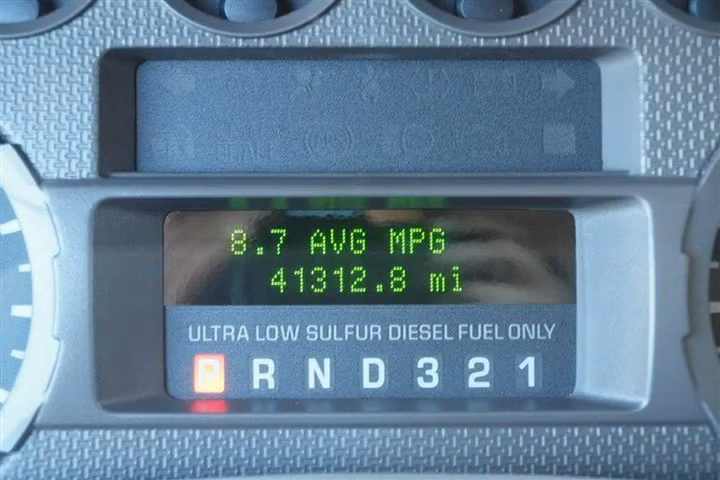 8.7 AVG MPG
41312.8 mi
ULTRA LOW SULFUR DIESEL FUEL ONLY
P R N D 3 2 1